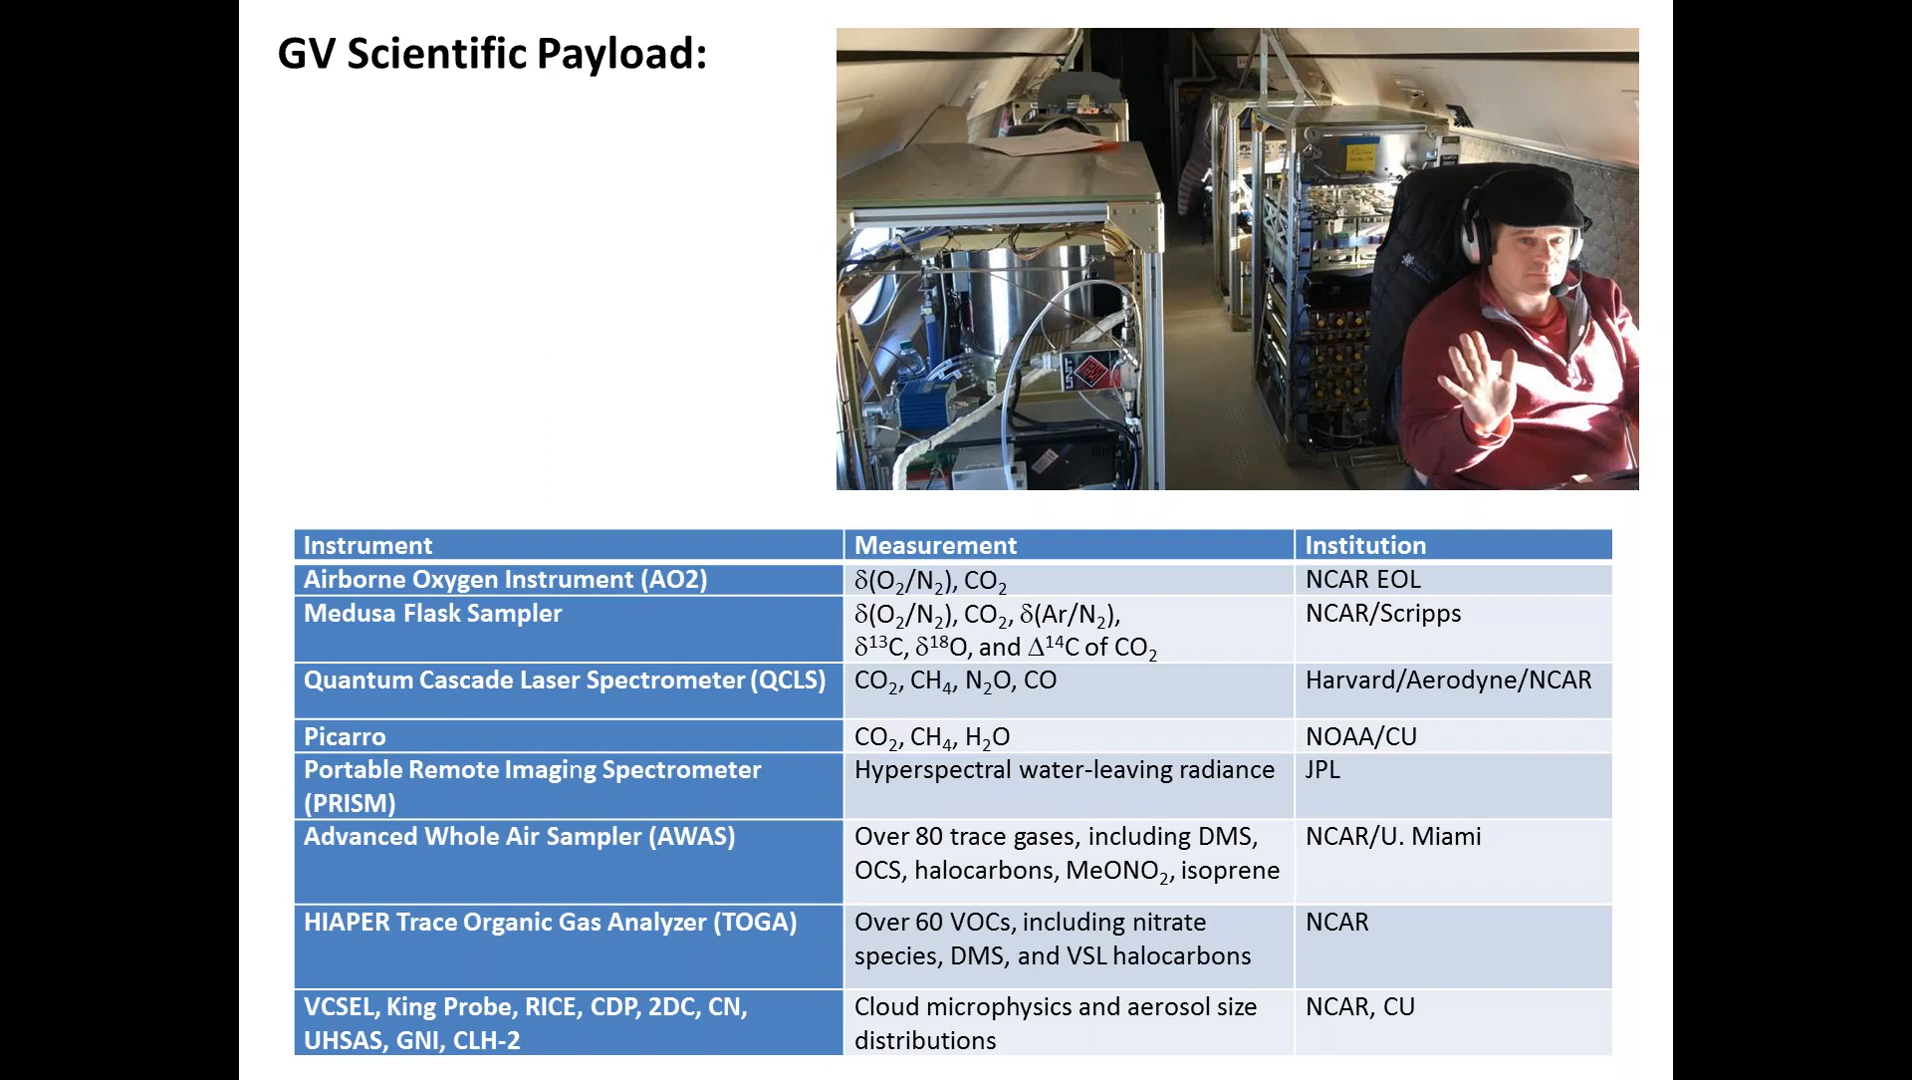 GV Scientific Payload:
UNIT
Instrument Measurement Institution
Airborne Oxygen Instrument (AO2) δ(O₂/N₂), CO₂ NCAR EOL
Medusa Flask Sampler δ(O₂/N₂), CO₂, δ(Ar/N₂), NCAR/Scripps
δ¹³C, δ¹⁸O, and Δ¹⁴C of CO₂
Quantum Cascade Laser Spectrometer (QCLS) CO₂, CH₄, N₂O, CO Harvard/Aerodyne/NCAR
Picarro CO₂, CH₄, H₂O NOAA/CU
Portable Remote Imaging Spectrometer Hyperspectral water-leaving radiance JPL
(PRISM)
Advanced Whole Air Sampler (AWAS) Over 80 trace gases, including DMS, NCAR/U. Miami
OCS, halocarbons, MeONO₂, isoprene
HIAPER Trace Organic Gas Analyzer (TOGA) Over 60 VOCs, including nitrate NCAR
species, DMS, and VSL halocarbons
VCSEL, King Probe, RICE, CDP, 2DC, CN, Cloud microphysics and aerosol size NCAR, CU
UHSAS, GNI, CLH-2 distributions